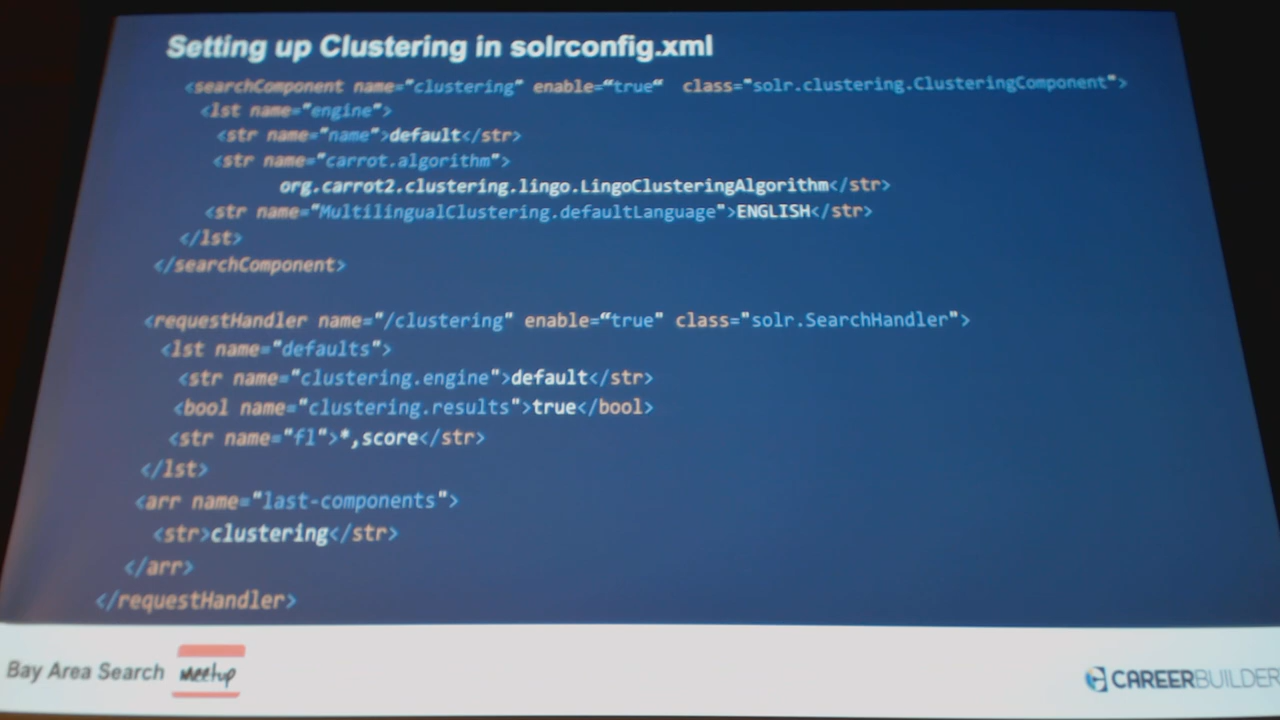 Setting up Clustering in solrconfig.xml
<searchComponent name="clustering" enable=“true“ class="solr.clustering.ClusteringComponent">
<lst name="engine">
<str name="name">default</str>
<str name="carrot.algorithm">
org.carrot2.clustering.lingo.LingoClusteringAlgorithm</str>
<str name="MultilingualClustering.defaultLanguage">ENGLISH</str>
</lst>
</searchComponent>
<requestHandler name="/clustering" enable=“true" class="solr.SearchHandler">
<lst name="defaults">
<str name="clustering.engine">default</str>
<bool name="clustering.results">true</bool>
<str name="fl">*,score</str>
</lst>
<arr name="last-components">
<str>clustering</str>
</arr>
</requestHandler>
Bay Area Search Meetup
CAREERBUILDER